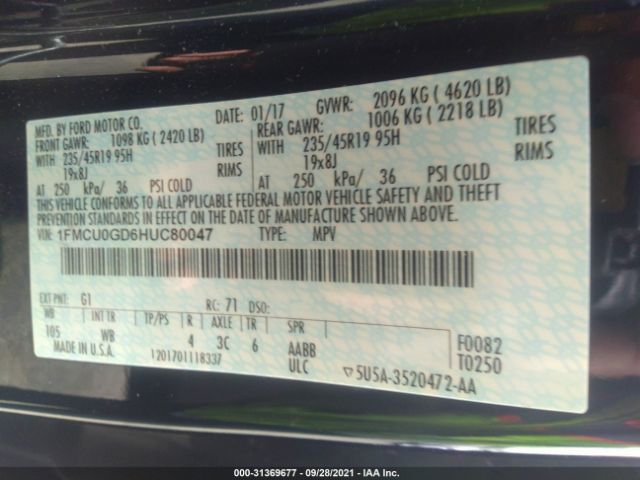 MFD. BY FORD MOTOR CO.
DATE: 01/17 GVWR: 2096 KG ( 4620 LB)
FRONT GAWR: 1098 KG ( 2420 LB) REAR GAWR: 1006 KG ( 2218 LB)
WITH 235/45R19 95H TIRES WITH 235/45R19 95H TIRES
19x8J RIMS 19x8J RIMS
AT 250 kPa/ 36 PSI COLD AT 250 kPa/ 36 PSI COLD
THIS VEHICLE CONFORMS TO ALL APPLICABLE FEDERAL MOTOR VEHICLE SAFETY AND THEFT
PREVENTION STANDARDS IN EFFECT ON THE DATE OF MANUFACTURE SHOWN ABOVE.
VIN: 1FMCU0GD6HUC80047 TYPE: MPV
EXT PNT: G1 RC: 71 DSO:
WB INT TR TP/PS R AXLE TR SPR
105 WB 4 3C 6 AABB F0082
MADE IN U.S.A. 1201701118337 ULC T0250
▽5U5A-3520472-AA
000-31369677 - 09/28/2021 - IAA Inc.